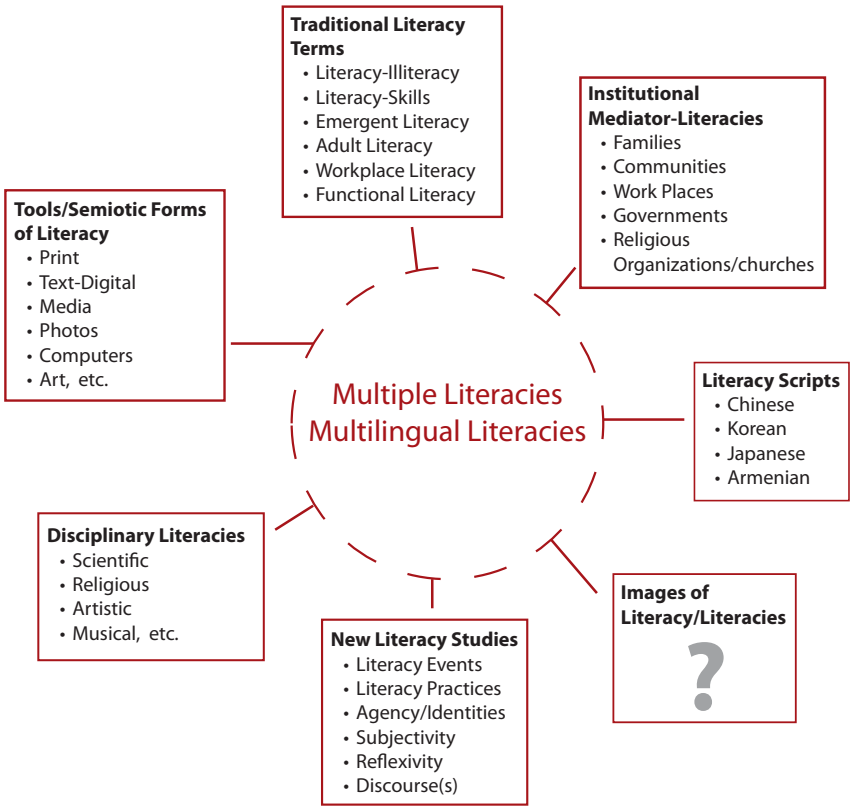 Traditional Literacy
Terms
• Literacy-Illiteracy
• Literacy-Skills
• Emergent Literacy
• Adult Literacy
• Workplace Literacy
• Functional Literacy
Institutional
Mediator-Literacies
• Families
• Communities
• Work Places
• Governments
• Religious
Organizations/churches
Tools/Semiotic Forms
of Literacy
• Print
• Text-Digital
• Media
• Photos
• Computers
• Art, etc.
Multiple Literacies
Multilingual Literacies
Literacy Scripts
• Chinese
• Korean
• Japanese
• Armenian
Disciplinary Literacies
• Scientific
• Religious
• Artistic
• Musical, etc.
New Literacy Studies
• Literacy Events
• Literacy Practices
• Agency/Identities
• Subjectivity
• Reflexivity
• Discourse(s)
Images of
Literacy/Literacies
?